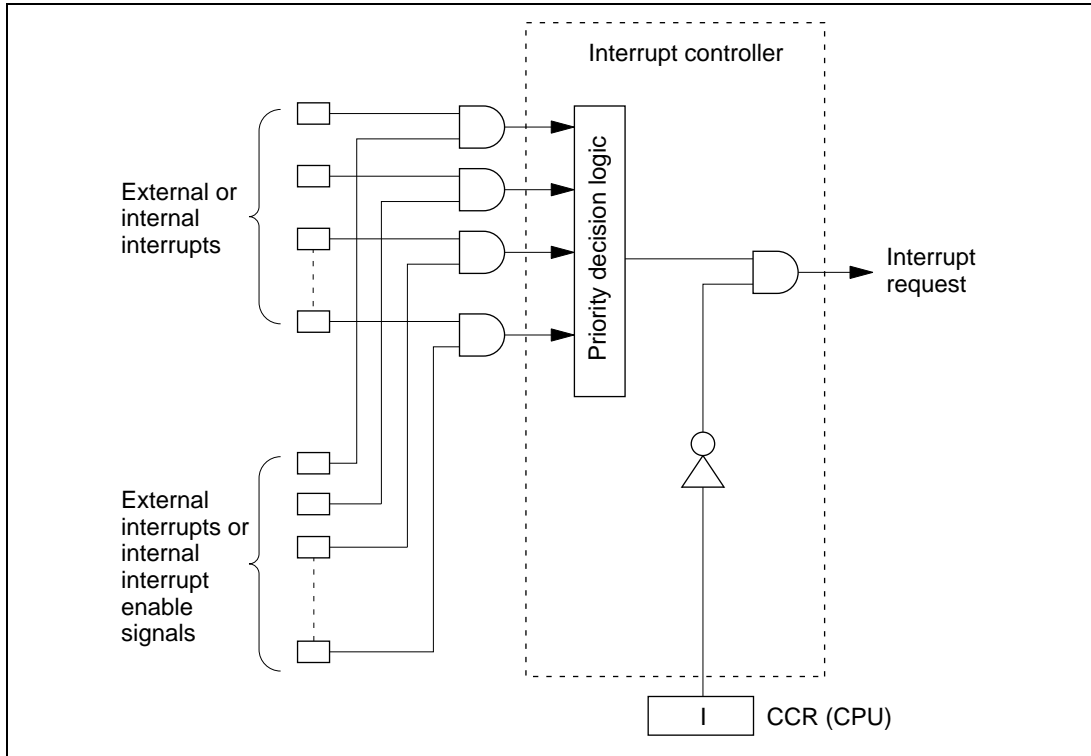 Interrupt controller
External or
internal
interrupts
Priority decision logic
Interrupt
request
External
interrupts or
internal
interrupt
enable
signals
I
CCR (CPU)